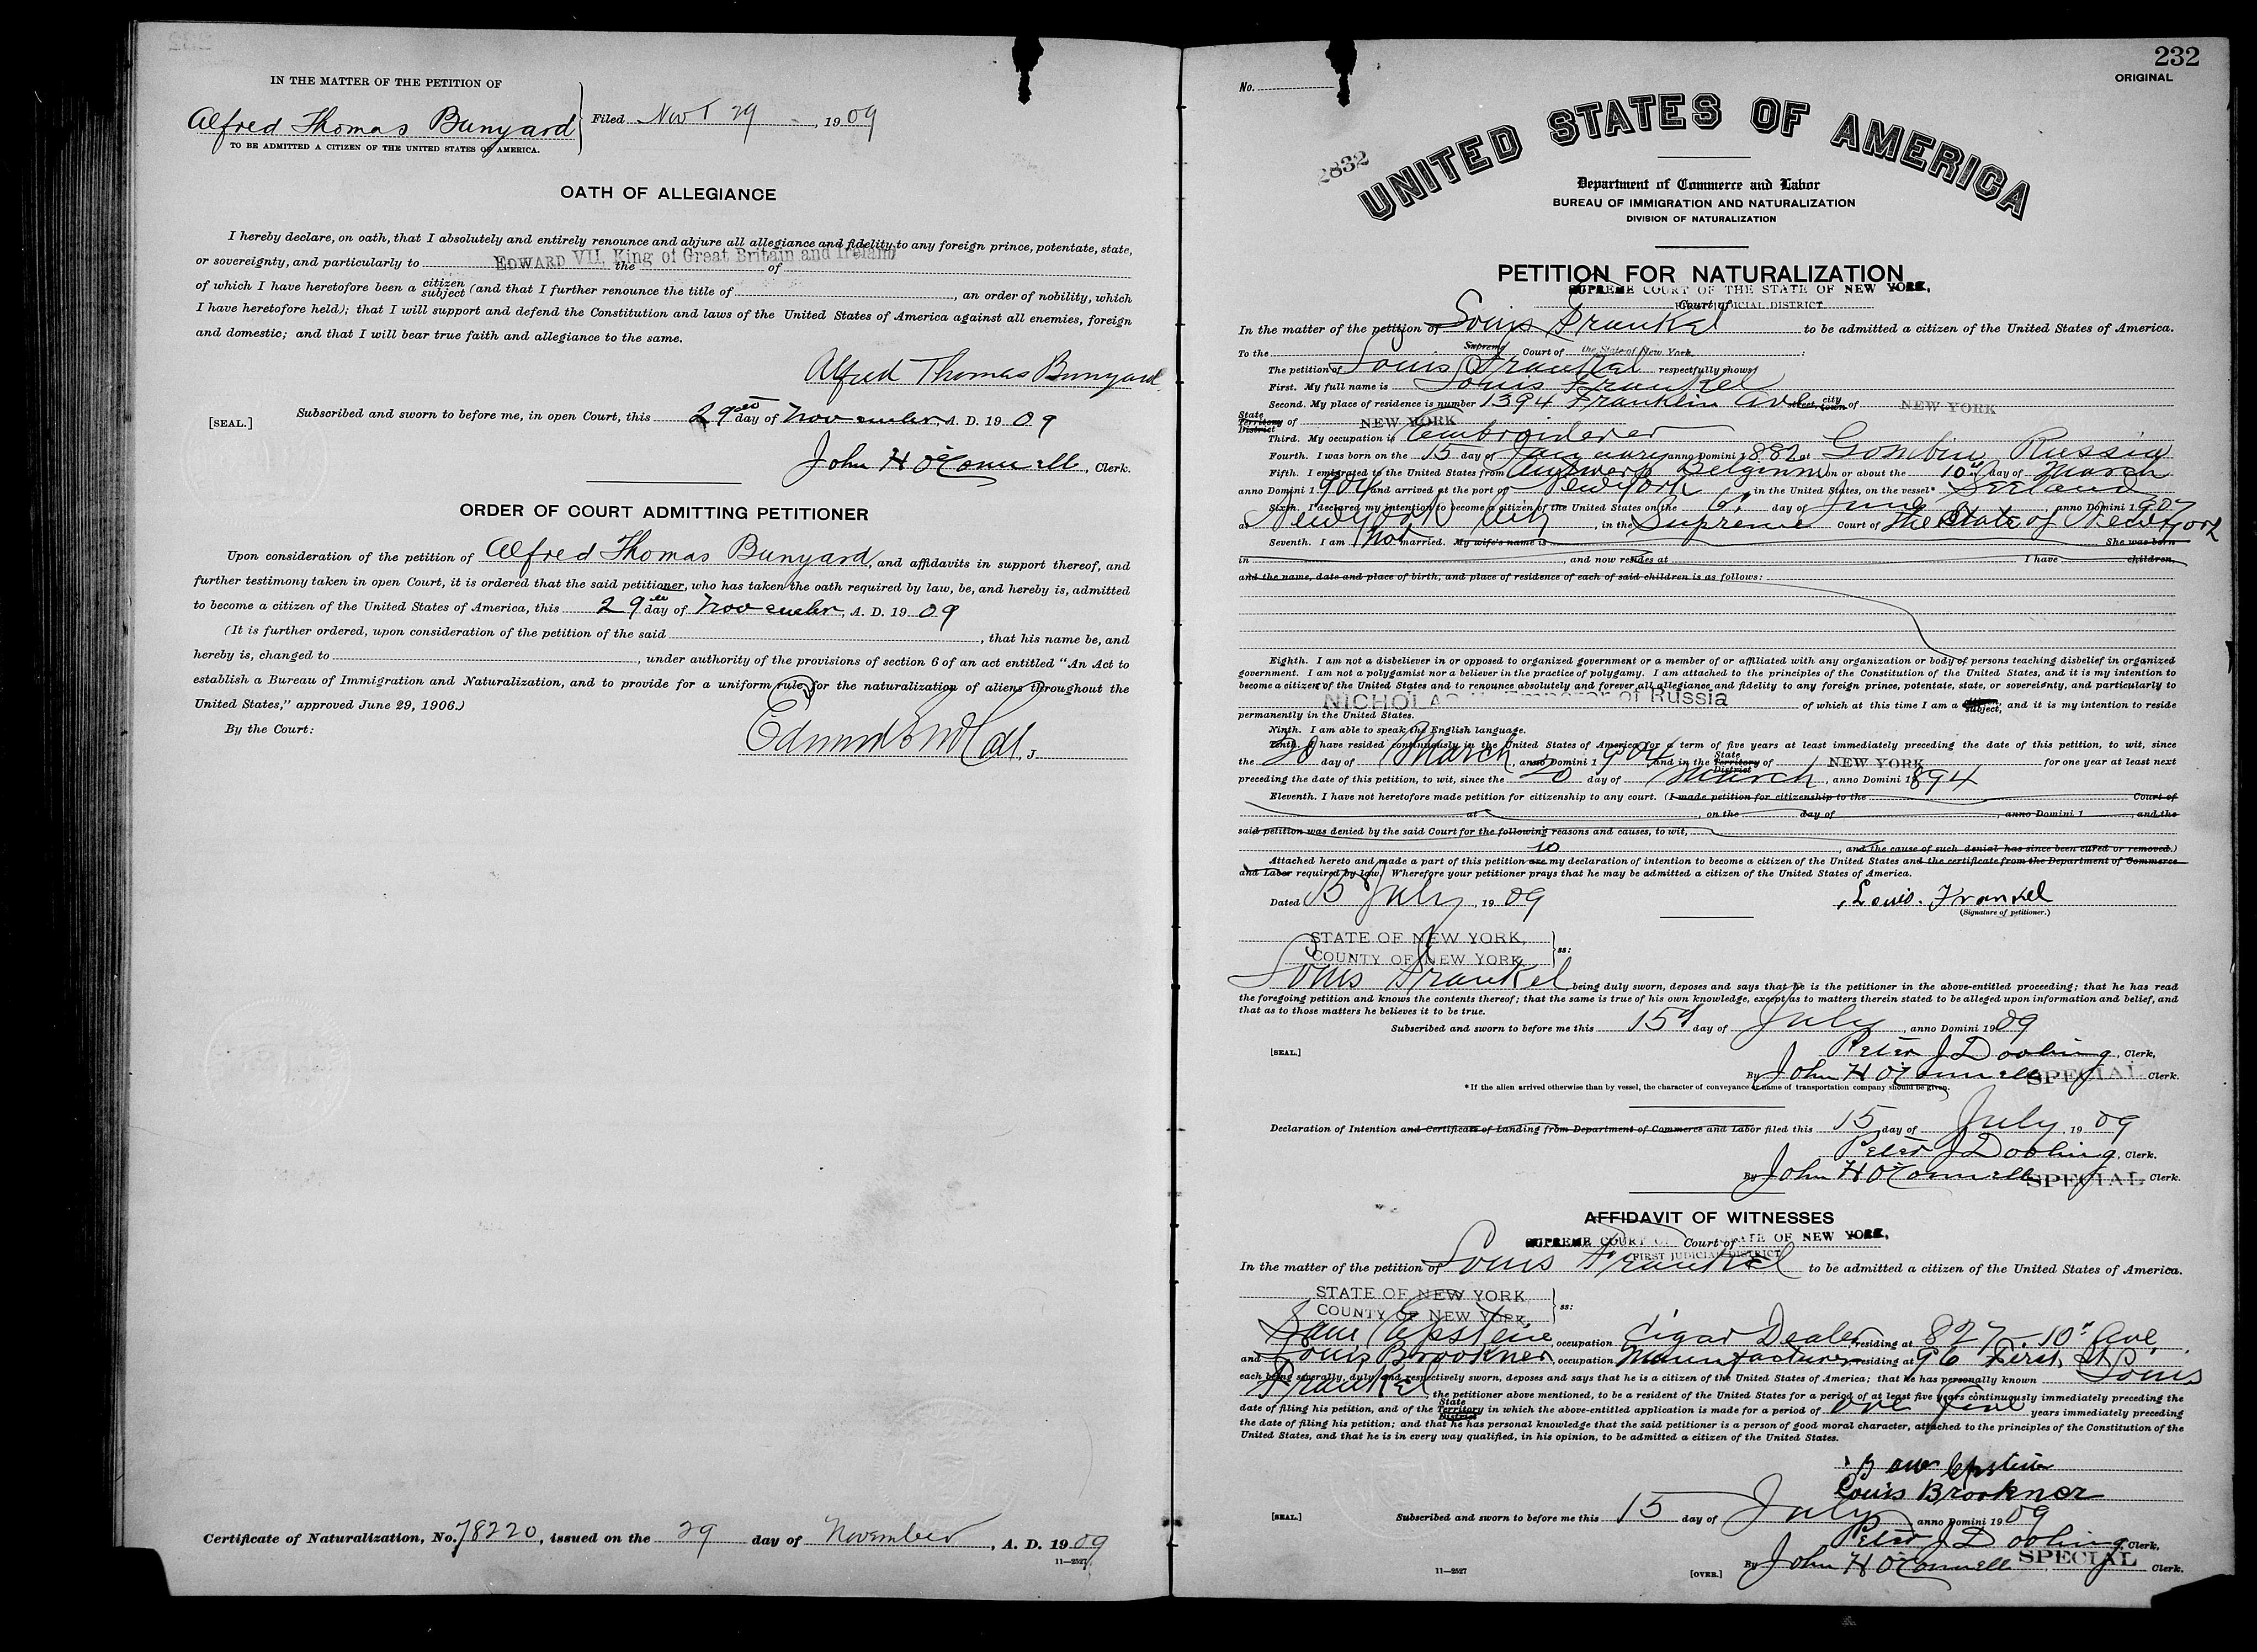 IN THE MATTER OF THE PETITION OF
Alfred Thomas Bunyard
TO BE ADMITTED A CITIZEN OF THE UNITED STATES OF AMERICA.
Filed Nov 29, 1909
OATH OF ALLEGIANCE
I hereby declare, on oath, that I absolutely and entirely renounce and abjure all allegiance and fidelity to any foreign prince, potentate, state,
or sovereignty, and particularly to EDWARD VII, King of Great Britain and Ireland the of
of which I have heretofore been a citizen subject (and that I further renounce the title of , an order of nobility, which
I have heretofore held); that I will support and defend the Constitution and laws of the United States of America against all enemies, foreign
and domestic; and that I will bear true faith and allegiance to the same.
Alfred Thomas Bunyard
[SEAL.]
Subscribed and sworn to before me, in open Court, this 29th day of November, A. D. 1909
John H O'Connell, Clerk.
ORDER OF COURT ADMITTING PETITIONER
Upon consideration of the petition of Alfred Thomas Bunyard, and affidavits in support thereof, and
further testimony taken in open Court, it is ordered that the said petitioner, who has taken the oath required by law, be, and hereby is, admitted
to become a citizen of the United States of America, this 29th day of November, A. D. 1909
(It is further ordered, upon consideration of the petition of the said , that his name be, and
hereby is, changed to , under authority of the provisions of section 6 of an act entitled "An Act to
establish a Bureau of Immigration and Naturalization, and to provide for a uniform rule for the naturalization of aliens throughout the
United States," approved June 29, 1906.)
By the Court:
J
Certificate of Naturalization, No. 78220, issued on the 29 day of November, A. D. 1909
11—2527
232
ORIGINAL
No.
2832
UNITED STATES OF AMERICA
Department of Commerce and Labor
BUREAU OF IMMIGRATION AND NATURALIZATION
DIVISION OF NATURALIZATION
PETITION FOR NATURALIZATION
SUPREME COURT OF THE STATE OF NEW YORK,
Court of JUDICIAL DISTRICT
In the matter of the petition of Louis Frankel to be admitted a citizen of the United States of America.
To the Supreme Court of the State of New York :
The petition of Louis Frankel respectfully shows:
First. My full name is Louis Frankel
Second. My place of residence is number 1394 Franklin Ave street, city town of NEW YORK
State Territory District of NEW YORK
Third. My occupation is Embroiderer
Fourth. I was born on the 15 day of January anno Domini 1882 at Gombin Russia
Fifth. I emigrated to the United States from Antwerp Belginm on or about the 10th day of March
anno Domini 1904 and arrived at the port of New York in the United States, on the vessel*
Sixth. I declared my intention to become a citizen of the United States on the 6" day of June anno Domini 1907
at New York City, in the Supreme Court of The State of New York
Seventh. I am not married. My wife's name is She was born
in , and now resides at I have children,
and the name, date and place of birth, and place of residence of each of said children is as follows:
Eighth. I am not a disbeliever in or opposed to organized government or a member of or affiliated with any organization or body of persons teaching disbelief in organized
government. I am not a polygamist nor a believer in the practice of polygamy. I am attached to the principles of the Constitution of the United States, and it is my intention to
become a citizen of the United States and to renounce absolutely and forever all allegiance and fidelity to any foreign prince, potentate, state, or sovereignty, and particularly to
NICHOLAS of Russia of which at this time I am a citizen subject, and it is my intention to reside
permanently in the United States.
Ninth. I am able to speak the English language.
Tenth. I have resided continuously in the United States of America for a term of five years at least immediately preceding the date of this petition, to wit, since
the 20 day of March, anno Domini 1904 and in the State Territory District of NEW YORK for one year at least next
preceding the date of this petition, to wit, since the 20 day of March, anno Domini 1894
Eleventh. I have not heretofore made petition for citizenship to any court. (I made petition for citizenship to the Court of
at , on the day of , anno Domini 1 , and the
said petition was denied by the said Court for the following reasons and causes, to wit,
, and the cause of such denial has since been cured or removed.)
Attached hereto and made a part of this petition are my declaration of intention to become a citizen of the United States and the certificate from the Department of Commerce
and Labor required by law. Wherefore your petitioner prays that he may be admitted a citizen of the United States of America.
Dated 15 July, 1909
Louis. Frankel
(Signature of petitioner.)
STATE OF NEW YORK,
COUNTY OF NEW YORK
ss:
Louis Frankel being duly sworn, deposes and says that he is the petitioner in the above-entitled proceeding; that he has read
the foregoing petition and knows the contents thereof; that the same is true of his own knowledge, except as to matters therein stated to be alleged upon information and belief, and
that as to those matters he believes it to be true.
Subscribed and sworn to before me this 15 day of July, anno Domini 1909
[SEAL.]
Peter J Dooling, Clerk,
By John H O'Connell SPECIAL Clerk.
* If the alien arrived otherwise than by vessel, the character of conveyance or name of transportation company should be given.
Declaration of Intention and Certificate of Landing from Department of Commerce and Labor filed this 15 day of July, 1909
Peter J Dooling, Clerk.
By John H O'Connell SPECIAL Clerk.
AFFIDAVIT OF WITNESSES
SUPREME COURT OF Court of STATE OF NEW YORK,
FIRST JUDICIAL DISTRICT
In the matter of the petition of Louis Frankel to be admitted a citizen of the United States of America.
STATE OF NEW YORK
COUNTY OF NEW YORK,
ss:
Sam Epstein, occupation Cigar Dealer, residing at 827 - 10" Ave,
and Louis Brookner, occupation Manufacturer, residing at 96 First St
each being severally, duly, and respectively sworn, deposes and says that he is a citizen of the United States of America; that he has personally known Louis
Frankel, the petitioner above mentioned, to be a resident of the United States for a period of at least five years continuously immediately preceding the
date of filing his petition, and of the State Territory District in which the above-entitled application is made for a period of five years immediately preceding
the date of filing his petition; and that he has personal knowledge that the said petitioner is a person of good moral character, attached to the principles of the Constitution of the
United States, and that he is in every way qualified, in his opinion, to be admitted a citizen of the United States.
Sam Epstein
Louis Brookner
[SEAL.]
Subscribed and sworn to before me this 15 day of July anno Domini 1909
Peter J Dooling, Clerk,
By John H O'Connell, SPECIAL Clerk.
11—2527
[OVER.]